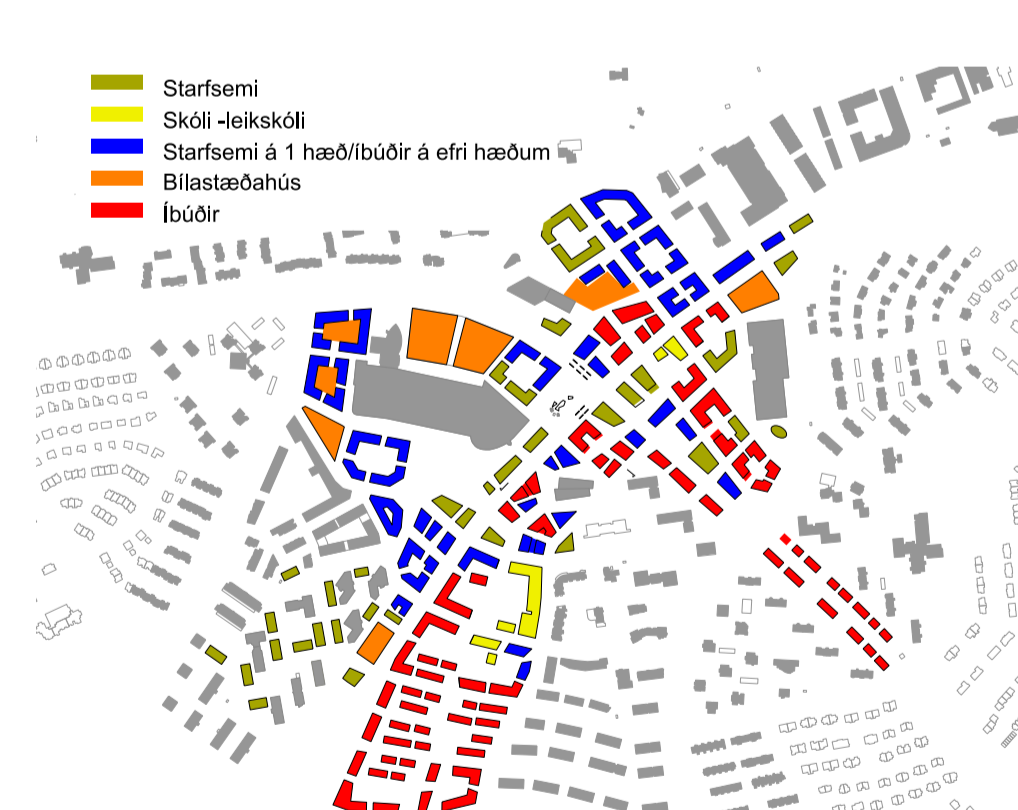 Starfsemi
Skóli -leikskóli
Starfsemi á 1 hæð/íbúðir á efri hæðum
Bílastæðahús
Íbúðir